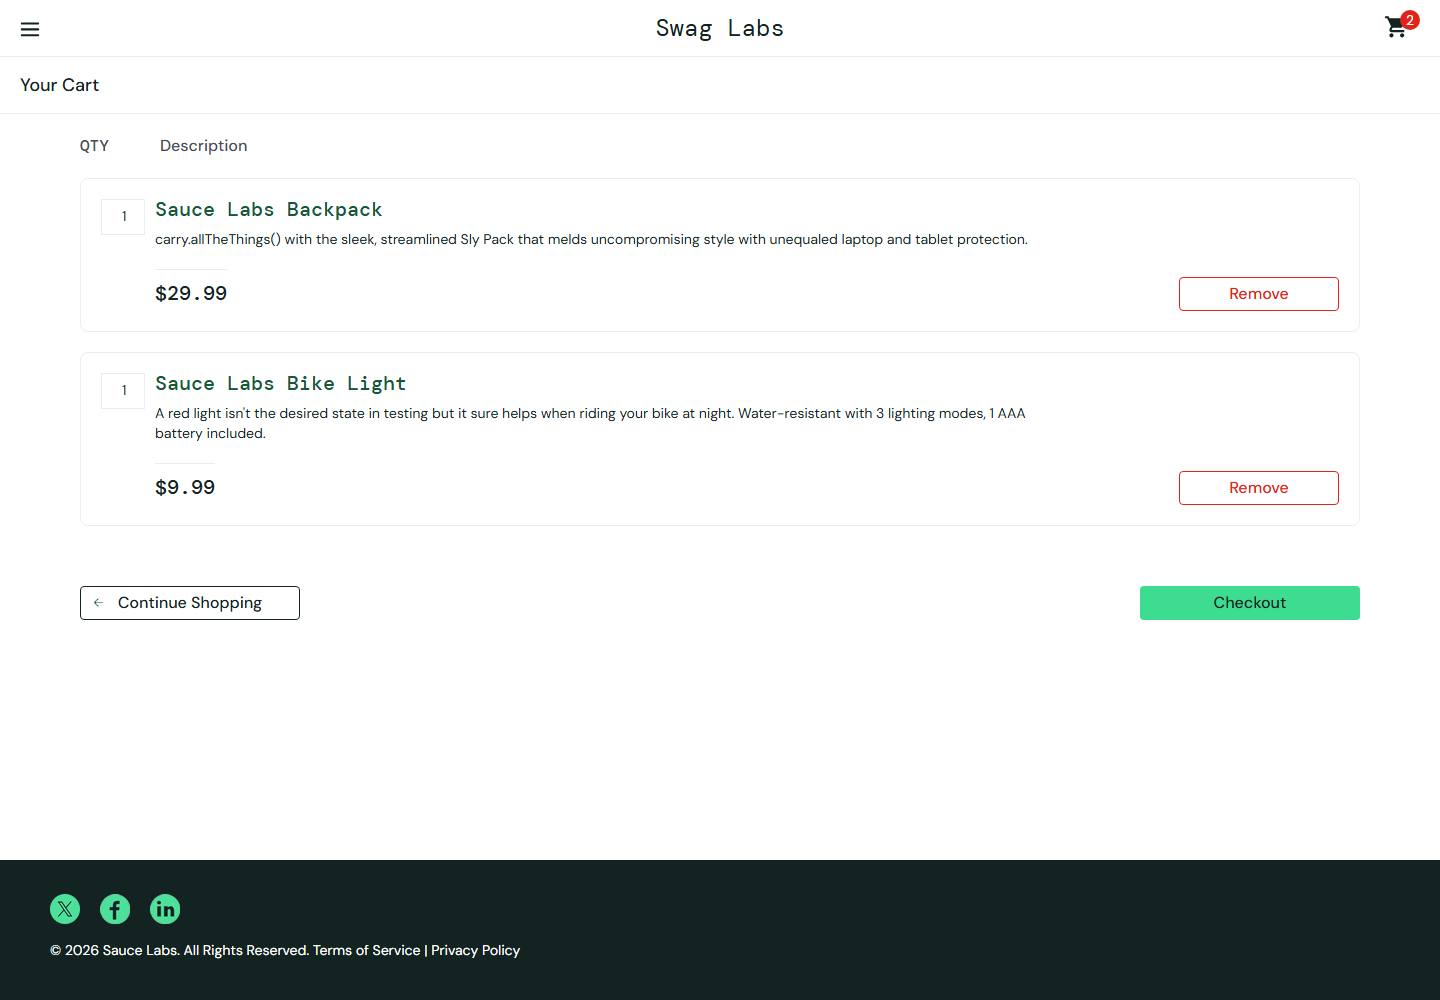 Swag Labs
2
Your Cart
QTY Description
1
Sauce Labs Backpack
carry.allTheThings() with the sleek, streamlined Sly Pack that melds uncompromising style with unequaled laptop and tablet protection.
$29.99
Remove
1
Sauce Labs Bike Light
A red light isn't the desired state in testing but it sure helps when riding your bike at night. Water-resistant with 3 lighting modes, 1 AAA
battery included.
$9.99
Remove
Continue Shopping
Checkout
© 2026 Sauce Labs. All Rights Reserved. Terms of Service | Privacy Policy